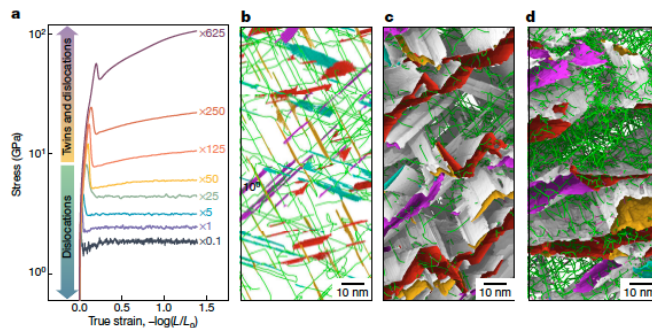 a
b
c
d
10²
10¹
10⁰
Stress (GPa)
Twins and dislocations
Dislocations
×625
×250
×125
×50
×25
×5
×1
×0.1
0.0 0.5 1.0 1.5
True strain, –log(L/L₀)
10⁰
10 nm
10 nm
10 nm